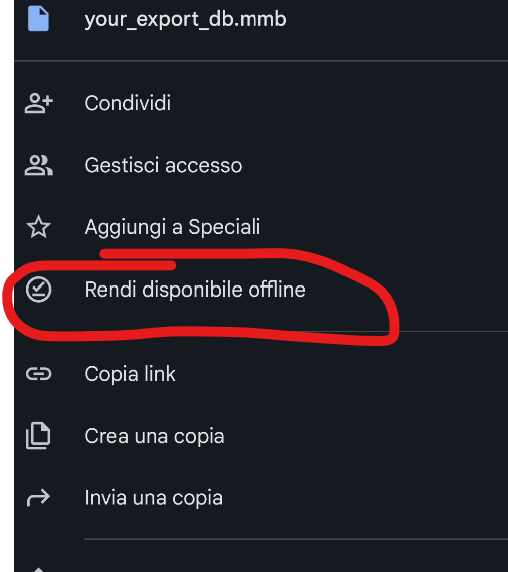 your_export_db.mmb
Condividi
Gestisci accesso
Aggiungi a Speciali
Rendi disponibile offline
Copia link
Crea una copia
Invia una copia